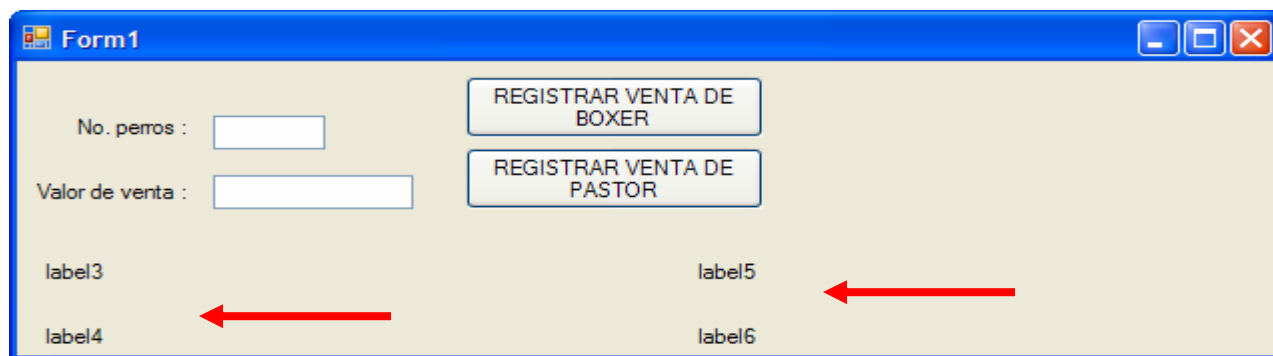 Form1
No. perros :
REGISTRAR VENTA DE
BOXER
Valor de venta :
REGISTRAR VENTA DE
PASTOR
label3
label5
label4
label6